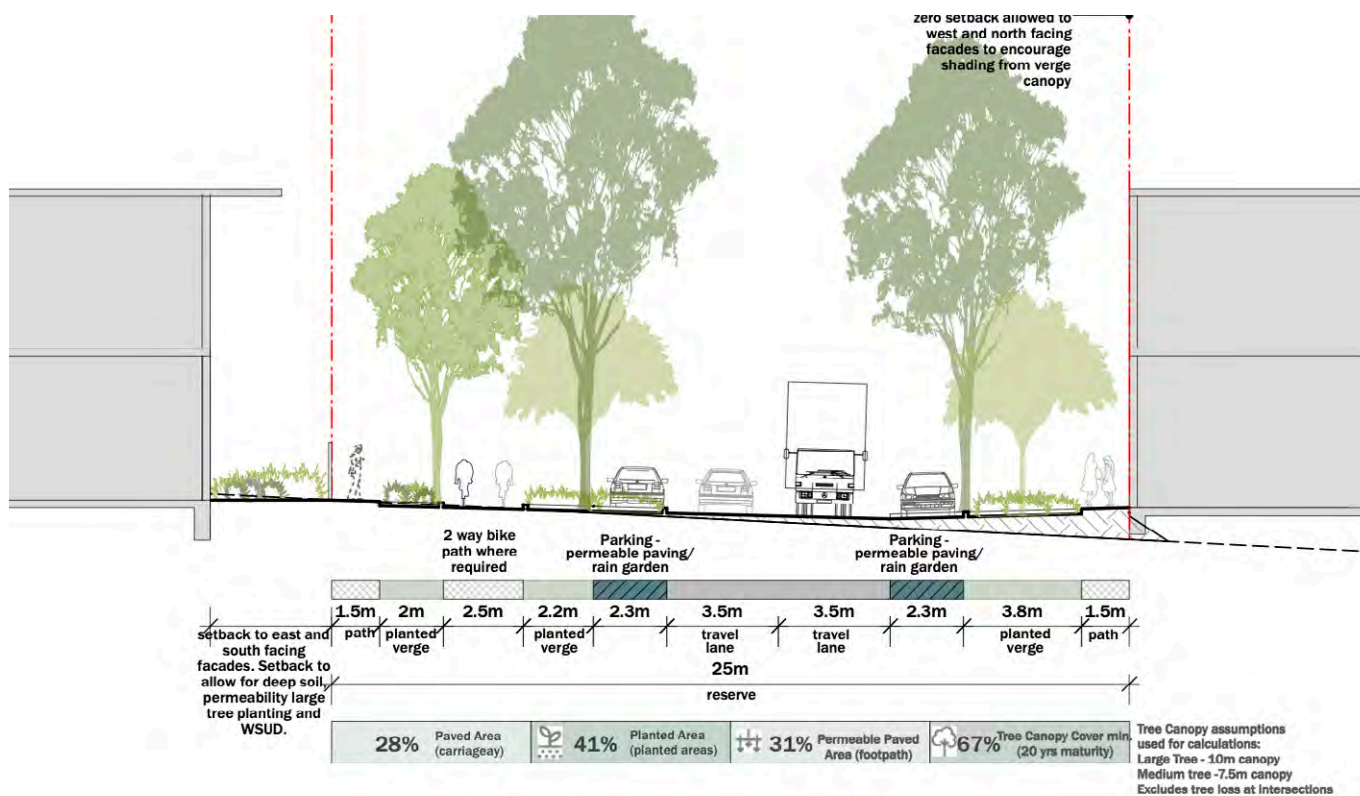 zero setback allowed to
west and north facing
facades to encourage
shading from verge
canopy
2 way bike
path where
required
Parking -
permeable paving/
rain garden
Parking -
permeable paving/
rain garden
1.5m
2m
2.5m
2.2m
2.3m
3.5m
3.5m
2.3m
3.8m
1.5m
path
planted
verge
planted
verge
travel
lane
travel
lane
planted
verge
path
setback to east and
south facing
facades. Setback to
allow for deep soil,
permeability large
tree planting and
WSUD.
25m
reserve
28% Paved Area
(carriageay)
41% Planted Area
(planted areas)
31% Permeable Paved
Area (footpath)
67% Tree Canopy Cover min.
(20 yrs maturity)
Tree Canopy assumptions
used for calculations:
Large Tree - 10m canopy
Medium tree -7.5m canopy
Excludes tree loss at intersections